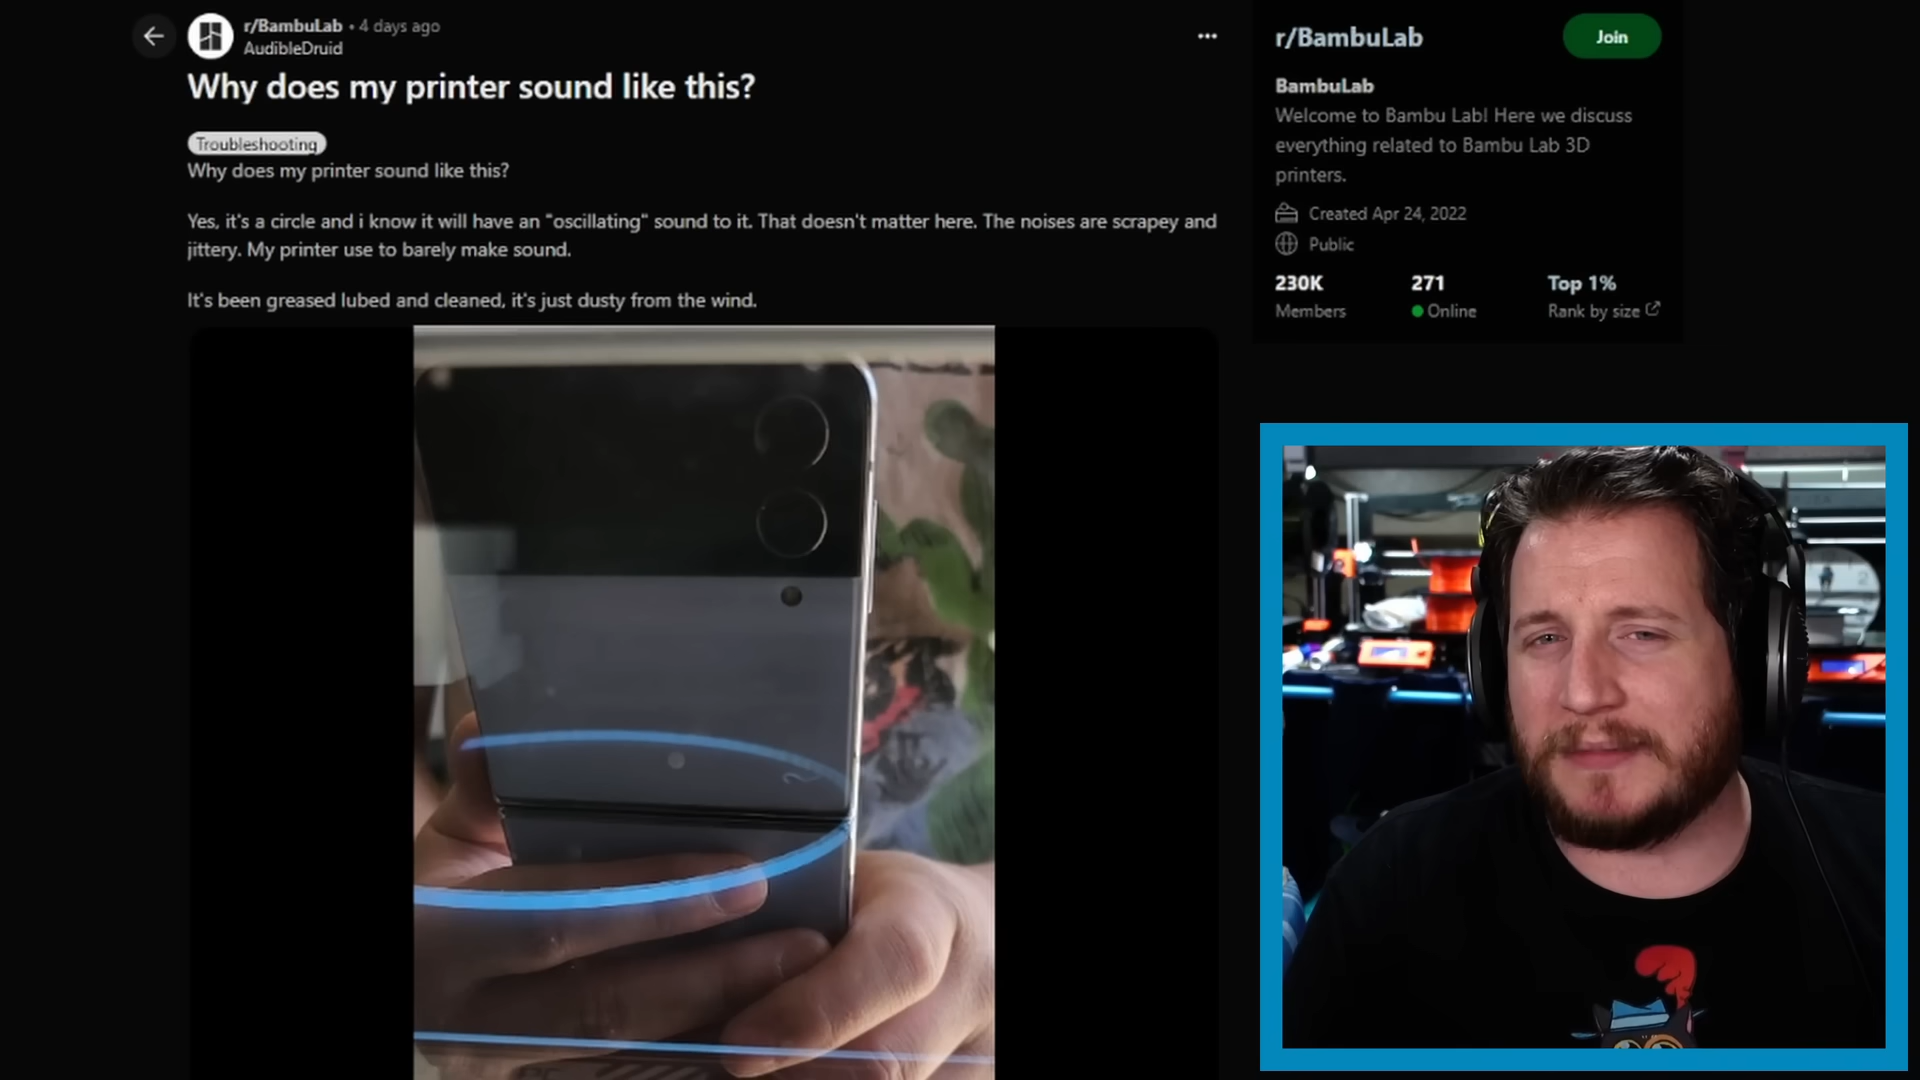 r/BambuLab • 4 days ago
AudibleDruid
Why does my printer sound like this?
Troubleshooting
Why does my printer sound like this?
Yes, it's a circle and i know it will have an "oscillating" sound to it. That doesn't matter here. The noises are scrapey and
jittery. My printer use to barely make sound.
It's been greased lubed and cleaned, it's just dusty from the wind.
r/BambuLab
Join
BambuLab
Welcome to Bambu Lab! Here we discuss
everything related to Bambu Lab 3D
printers.
Created Apr 24, 2022
Public
230K 271 Top 1%
Members Online Rank by size